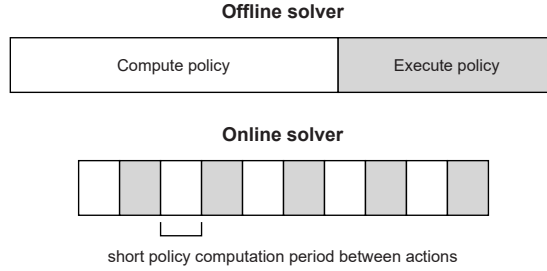 Offline solver
Compute policy
Execute policy
Online solver
short policy computation period between actions